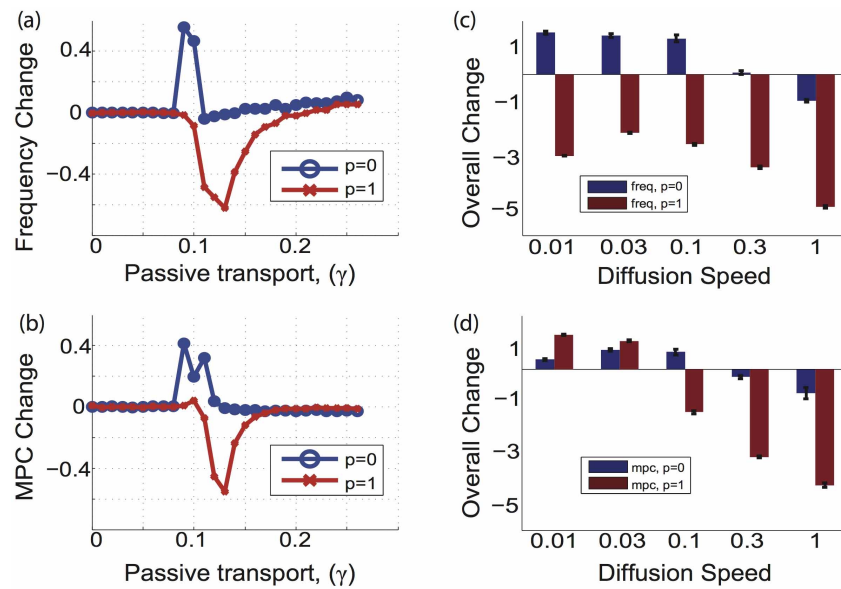 (a)
Frequency Change
0.4
0
−0.4
p=0
p=1
0
0.1
0.2
Passive transport, (γ)
(b)
MPC Change
0.4
0
−0.4
p=0
p=1
0
0.1
0.2
Passive transport, (γ)
(c)
Overall Change
1
−1
−3
−5
freq, p=0
freq, p=1
0.01 0.03 0.1 0.3 1
Diffusion Speed
(d)
Overall Change
1
−1
−3
−5
mpc, p=0
mpc, p=1
0.01 0.03 0.1 0.3 1
Diffusion Speed